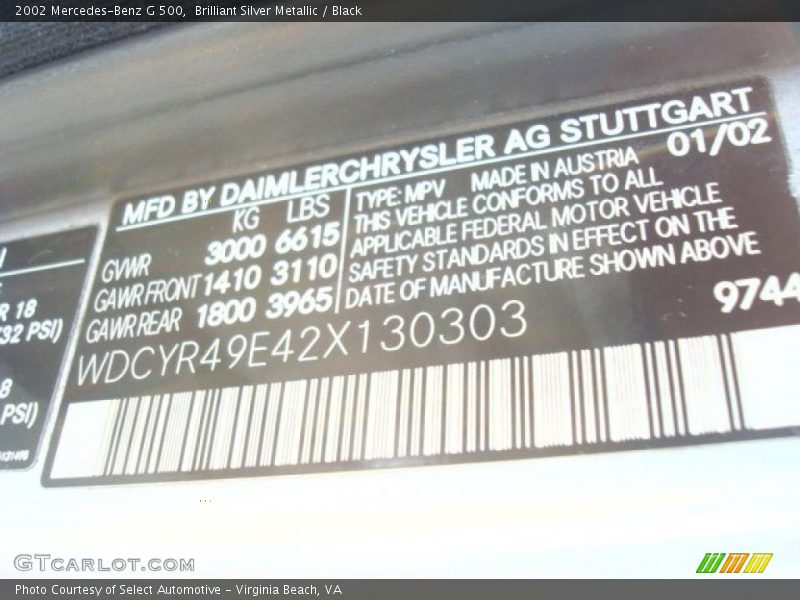 2002 Mercedes-Benz G 500, Brilliant Silver Metallic / Black
MFD BY DAIMLERCHRYSLER AG STUTTGART
01/02
KG LBS
GVWR 3000 6615
GAWR FRONT 1410 3110
GAWR REAR 1800 3965
TYPE: MPV MADE IN AUSTRIA
THIS VEHICLE CONFORMS TO ALL
APPLICABLE FEDERAL MOTOR VEHICLE
SAFETY STANDARDS IN EFFECT ON THE
DATE OF MANUFACTURE SHOWN ABOVE
9744
WDCYR49E42X130303
R 18
(32 PSI)
8
PSI)
GTCARLOT.COM
Photo Courtesy of Select Automotive - Virginia Beach, VA